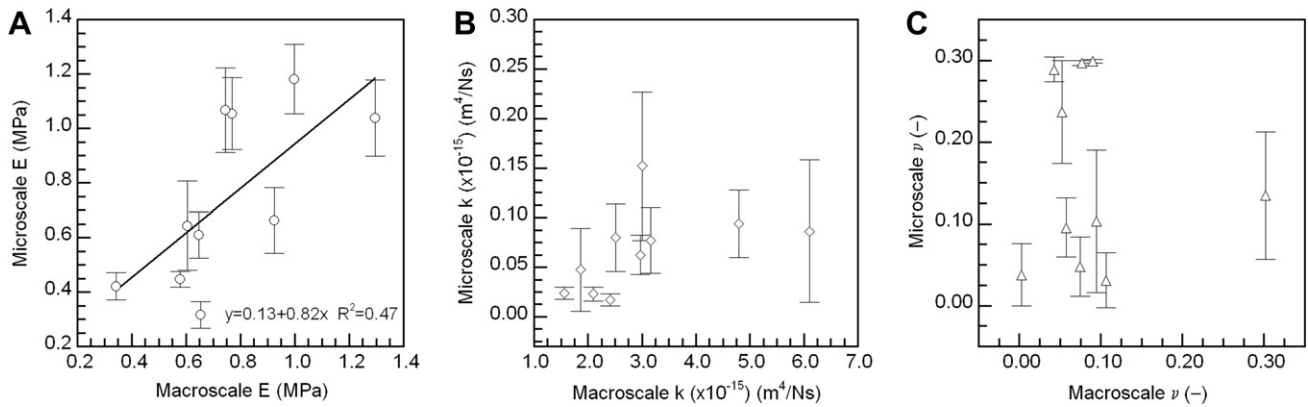 A
1.4
1.2
1.0
0.8
0.6
0.4
0.2
Microscale E (MPa)
y=0.13+0.82x R²=0.47
0.2 0.4 0.6 0.8 1.0 1.2 1.4
Macroscale E (MPa)
B
0.30
0.25
0.20
0.15
0.10
0.05
0.00
Microscale k (x10⁻¹⁵) (m⁴/Ns)
1.0 2.0 3.0 4.0 5.0 6.0 7.0
Macroscale k (x10⁻¹⁵) (m⁴/Ns)
C
0.30
0.20
0.10
0.00
Microscale ν (−)
0.00 0.10 0.20 0.30
Macroscale ν (−)